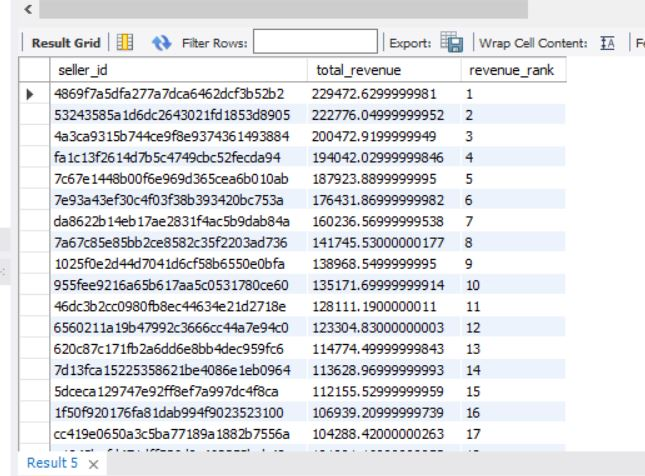 Result Grid Filter Rows: Export: Wrap Cell Content: IA
seller_id total_revenue revenue_rank
4869f7a5dfa277a7dca6462dcf3b52b2 229472.6299999981 1
53243585a1d6dc2643021fd1853d8905 222776.04999999952 2
4a3ca9315b744ce9f8e9374361493884 200472.9199999949 3
fa1c13f2614d7b5c4749cbc52fecda94 194042.02999999846 4
7c67e1448b00f6e969d365cea6b010ab 187923.8899999995 5
7e93a43ef30c4f03f38b393420bc753a 176431.86999999982 6
da8622b14eb17ae2831f4ac5b9dab84a 160236.56999999538 7
7a67c85e85bb2ce8582c35f2203ad736 141745.53000000177 8
1025f0e2d44d7041d6cf58b6550e0bfa 138968.5499999995 9
955fee9216a65b617aa5c0531780ce60 135171.69999999914 10
46dc3b2cc0980fb8ec44634e21d2718e 128111.1900000011 11
6560211a19b47992c3666cc44a7e94c0 123304.83000000003 12
620c87c171fb2a6dd6e8bb4dec959fc6 114774.49999999843 13
7d13fca15225358621be4086e1eb0964 113628.96999999993 14
5dceca129747e92ff8ef7a997dc4f8ca 112155.52999999959 15
1f50f920176fa81dab994f9023523100 106939.20999999739 16
cc419e0650a3c5ba77189a1882b7556a 104288.42000000263 17
Result 5